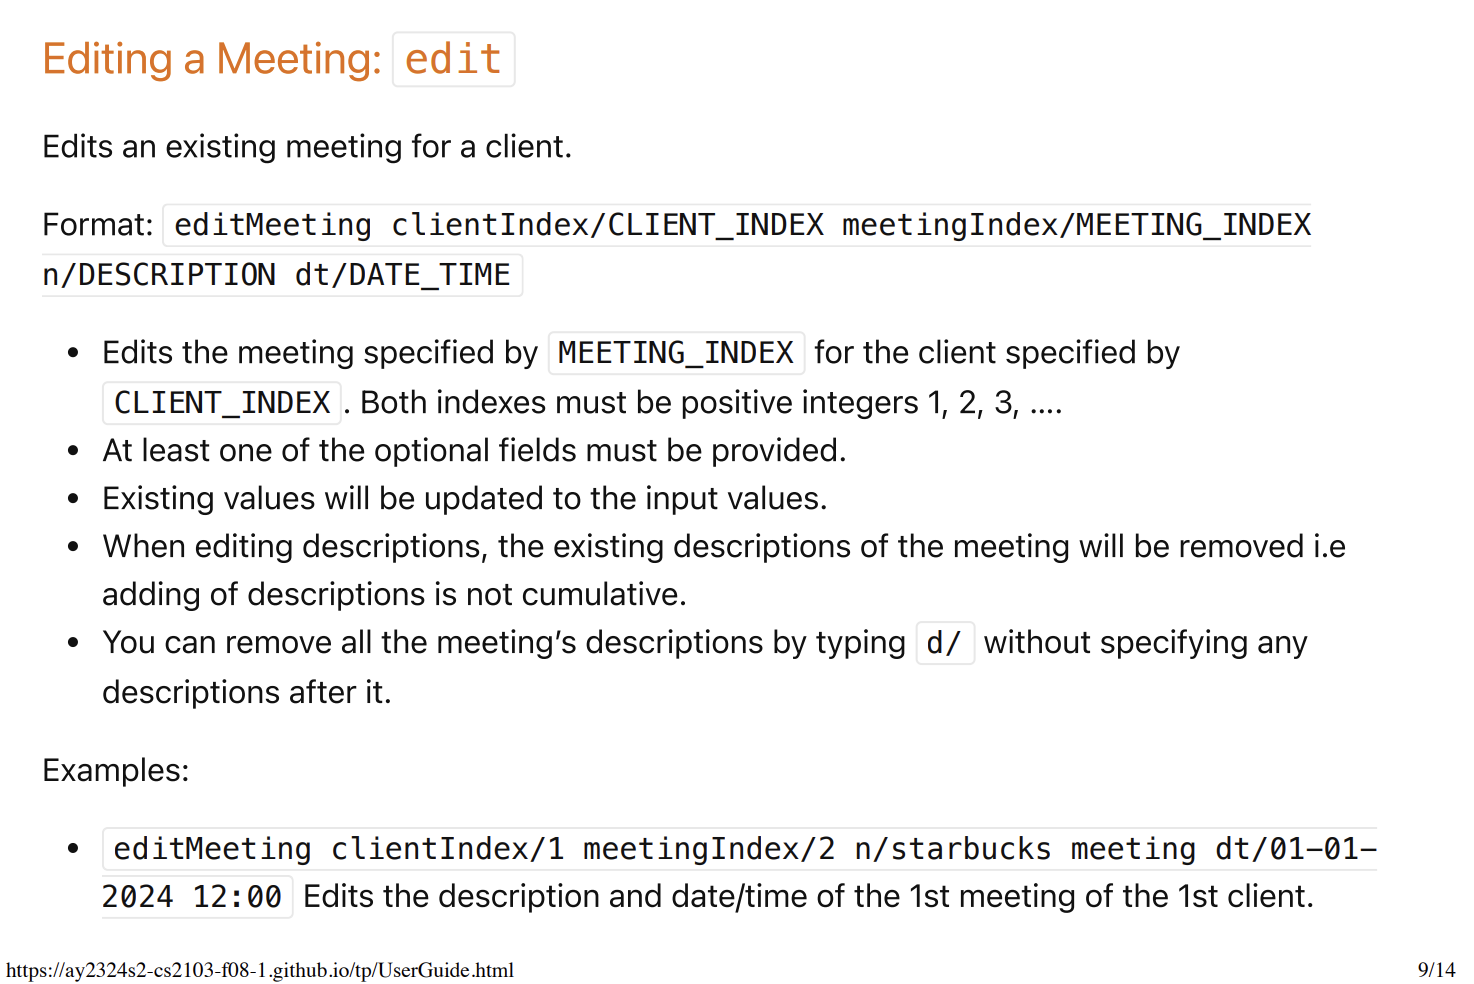 Editing a Meeting: edit
Edits an existing meeting for a client.
Format: editMeeting clientIndex/CLIENT_INDEX meetingIndex/MEETING_INDEX
n/DESCRIPTION dt/DATE_TIME
• Edits the meeting specified by MEETING_INDEX for the client specified by
CLIENT_INDEX . Both indexes must be positive integers 1, 2, 3, ….
• At least one of the optional fields must be provided.
• Existing values will be updated to the input values.
• When editing descriptions, the existing descriptions of the meeting will be removed i.e
adding of descriptions is not cumulative.
• You can remove all the meeting’s descriptions by typing d/ without specifying any
descriptions after it.
Examples:
• editMeeting clientIndex/1 meetingIndex/2 n/starbucks meeting dt/01-01-
2024 12:00 Edits the description and date/time of the 1st meeting of the 1st client.
https://ay2324s2-cs2103-f08-1.github.io/tp/UserGuide.html 9/14